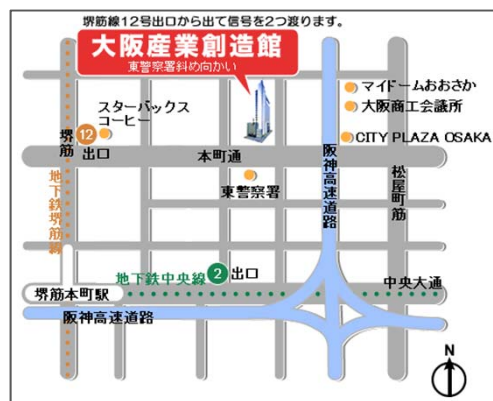 堺筋線12号出口から出て信号を2つ渡ります。
大阪産業創造館
東警察署斜め向かい
マイドームおおさか
大阪商工会議所
CITY PLAZA OSAKA
スターバックス
コーヒー
堺筋
12
出口
本町通
東警察署
阪神高速道路
松屋町筋
地下鉄堺筋線
地下鉄中央線
2
出口
中央大通
堺筋本町駅
阪神高速道路
N